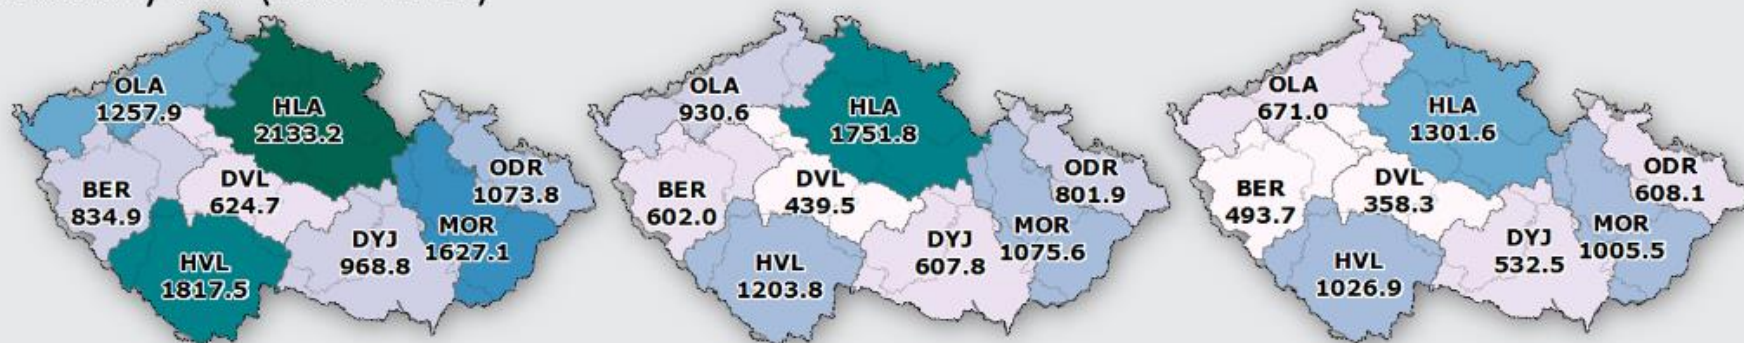 OLA
1257.9
HLA
2133.2
BER
834.9
DVL
624.7
ODR
1073.8
MOR
1627.1
DYJ
968.8
HVL
1817.5
OLA
930.6
HLA
1751.8
BER
602.0
DVL
439.5
ODR
801.9
MOR
1075.6
DYJ
607.8
HVL
1203.8
OLA
671.0
HLA
1301.6
BER
493.7
DVL
358.3
ODR
608.1
MOR
1005.5
DYJ
532.5
HVL
1026.9